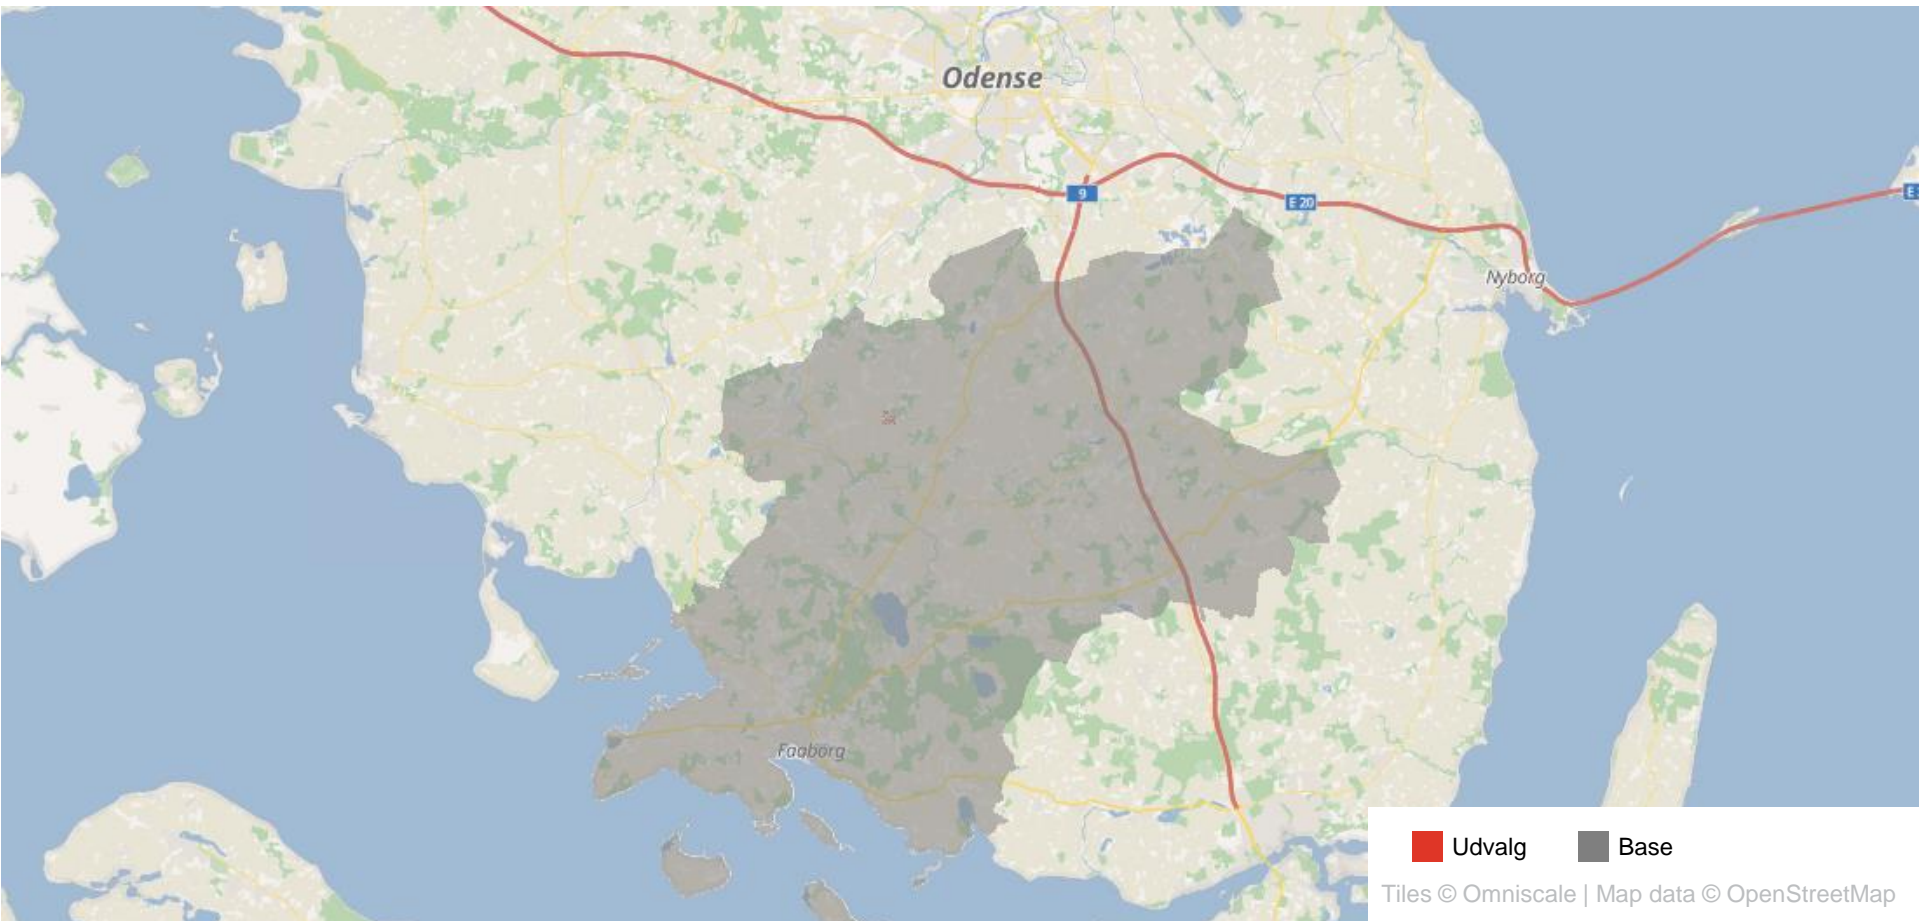 Odense
9
E 20
E
Nyborg
Faaborg
Udvalg
Base
Tiles © Omniscale | Map data © OpenStreetMap